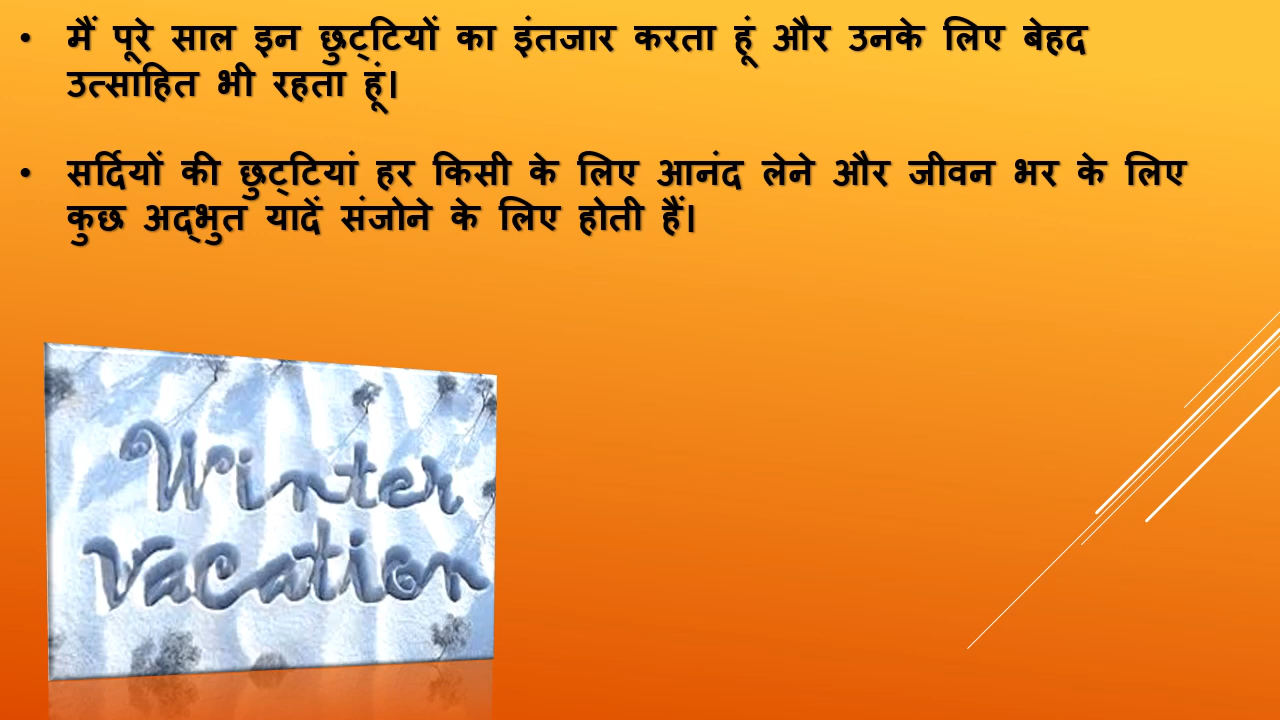 • मैं पूरे साल इन छुट्टियों का इंतजार करता हूं और उनके लिए बेहद
उत्साहित भी रहता हूं।
• सर्दियों की छुट्टियां हर किसी के लिए आनंद लेने और जीवन भर के लिए
कुछ अद्भुत यादें संजोने के लिए होती हैं।
Winter
Vacation